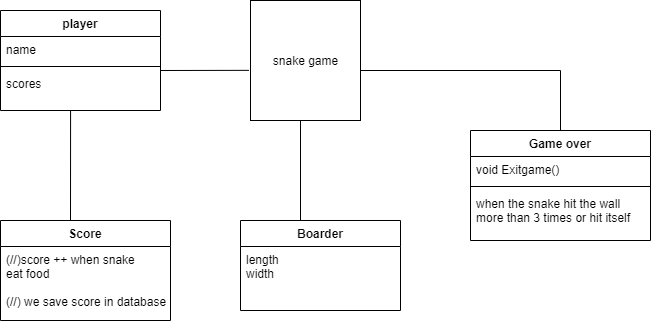 player
name
scores
snake game
Game over
void Exitgame()
when the snake hit the wall
more than 3 times or hit itself
Score
(//)score ++ when snake
eat food
(//) we save score in database
Boarder
length
width